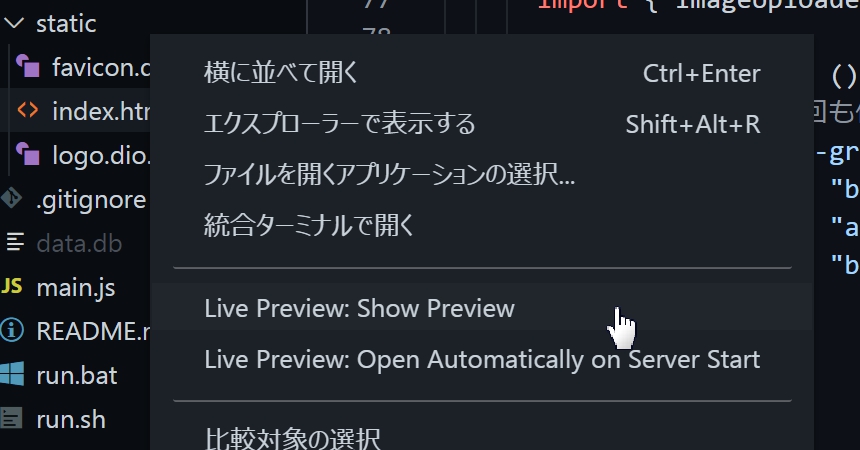 static
favicon.
index.
logo.dio.
.gitignore
data.db
main.js
README.
run.bat
run.sh
横に並べて開く Ctrl+Enter
エクスプローラーで表示する Shift+Alt+R
ファイルを開くアプリケーションの選択...
統合ターミナルで開く
Live Preview: Show Preview
Live Preview: Open Automatically on Server Start
比較対象の選択
77
78
import {
()
回も
-gr
"b
"a
"b
JS